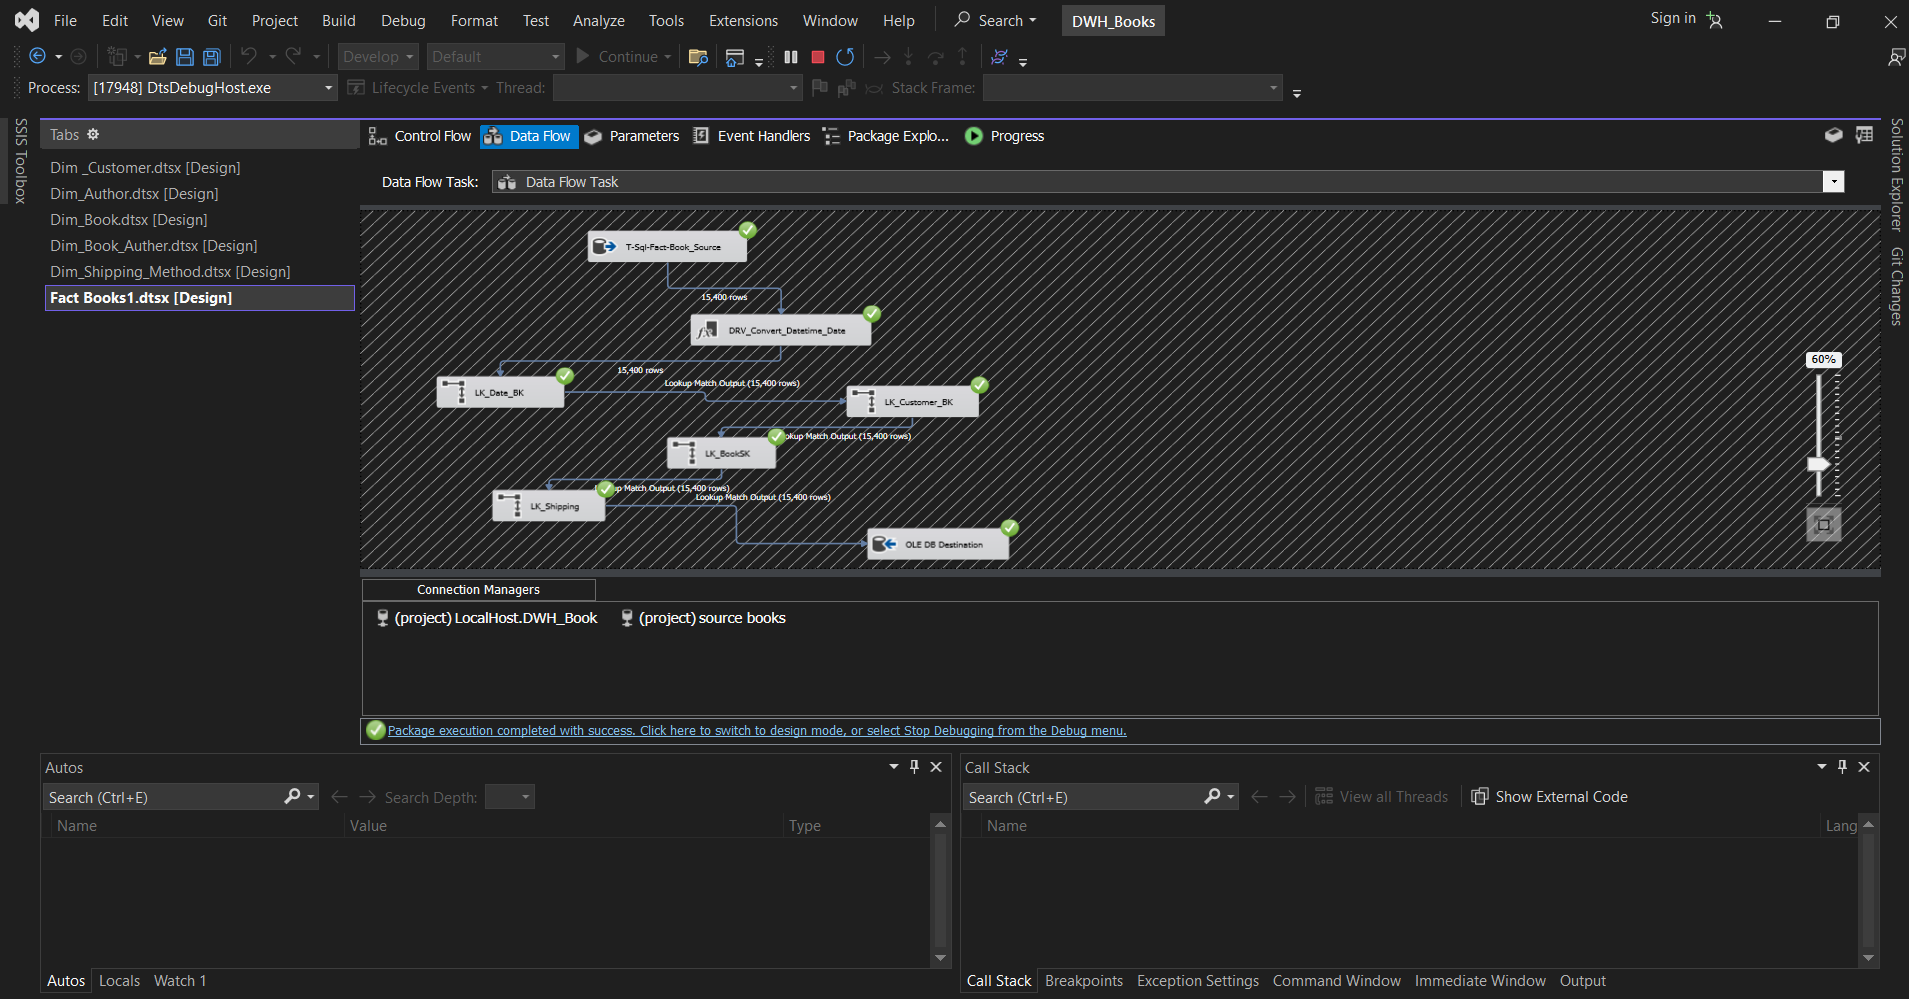 File Edit View Git Project Build Debug Format Test Analyze Tools Extensions Window Help Search DWH_Books Sign in
Develop Default Continue
Process: [17948] DtsDebugHost.exe Lifecycle Events Thread: Stack Frame:
SSIS Toolbox
Tabs
Dim _Customer.dtsx [Design]
Dim_Author.dtsx [Design]
Dim_Book.dtsx [Design]
Dim_Book_Auther.dtsx [Design]
Dim_Shipping_Method.dtsx [Design]
Fact Books1.dtsx [Design]
Control Flow Data Flow Parameters Event Handlers Package Explo... Progress
Data Flow Task: Data Flow Task
T-Sql-Fact-Book_Source
15,400 rows
DRV_Convert_Datetime_Date
15,400 rows
Lookup Match Output (15,400 rows)
LK_Date_BK
LK_Customer_BK
okup Match Output (15,400 rows)
LK_BookSK
up Match Output (15,400 rows)
Lookup Match Output (15,400 rows)
LK_Shipping
OLE DB Destination
60%
Solution Explorer
Git Changes
Connection Managers
(project) LocalHost.DWH_Book (project) source books
Package execution completed with success. Click here to switch to design mode, or select Stop Debugging from the Debug menu.
Autos
Search (Ctrl+E) Search Depth:
Name Value Type
Autos Locals Watch 1
Call Stack
Search (Ctrl+E) View all Threads Show External Code
Name Lang
Call Stack Breakpoints Exception Settings Command Window Immediate Window Output